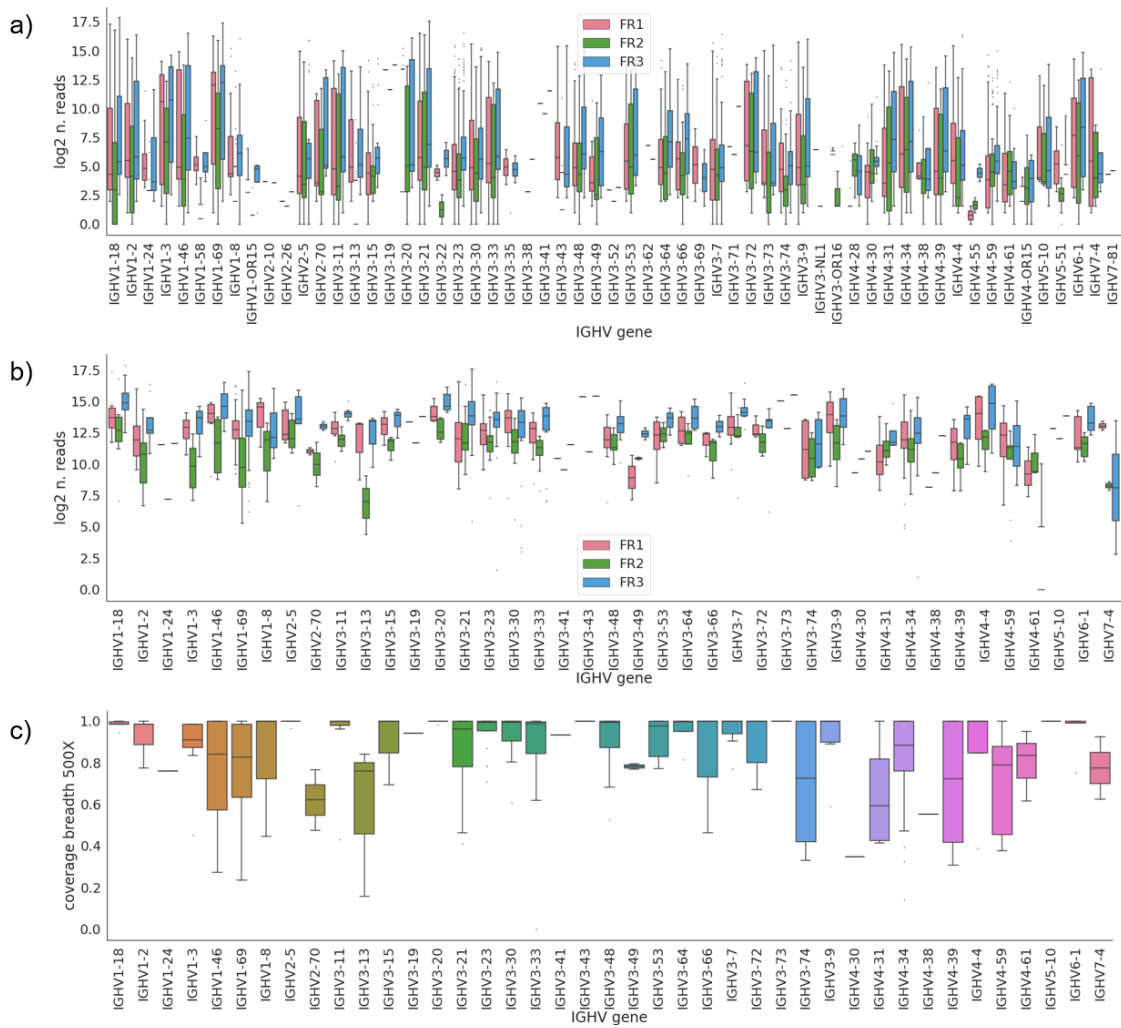 a)
17.5
15.0
12.5
10.0
7.5
5.0
2.5
0.0
log2 n. reads
FR1
FR2
FR3
IGHV1-18
IGHV1-2
IGHV1-24
IGHV1-3
IGHV1-46
IGHV1-58
IGHV1-69
IGHV1-8
IGHV1-OR15
IGHV2-10
IGHV2-26
IGHV2-5
IGHV2-70
IGHV3-11
IGHV3-13
IGHV3-15
IGHV3-19
IGHV3-20
IGHV3-21
IGHV3-22
IGHV3-23
IGHV3-30
IGHV3-33
IGHV3-35
IGHV3-38
IGHV3-41
IGHV3-43
IGHV3-48
IGHV3-49
IGHV3-52
IGHV3-53
IGHV3-62
IGHV3-64
IGHV3-66
IGHV3-69
IGHV3-7
IGHV3-71
IGHV3-72
IGHV3-73
IGHV3-74
IGHV3-9
IGHV3-NL1
IGHV3-OR16
IGHV4-28
IGHV4-30
IGHV4-31
IGHV4-34
IGHV4-38
IGHV4-39
IGHV4-4
IGHV4-55
IGHV4-59
IGHV4-61
IGHV4-OR15
IGHV5-10
IGHV5-51
IGHV6-1
IGHV7-4
IGHV7-81
IGHV gene
b)
17.5
15.0
12.5
10.0
7.5
5.0
2.5
0.0
log2 n. reads
FR1
FR2
FR3
IGHV1-18
IGHV1-2
IGHV1-24
IGHV1-3
IGHV1-46
IGHV1-69
IGHV1-8
IGHV2-5
IGHV2-70
IGHV3-11
IGHV3-13
IGHV3-15
IGHV3-19
IGHV3-20
IGHV3-21
IGHV3-23
IGHV3-30
IGHV3-33
IGHV3-41
IGHV3-43
IGHV3-48
IGHV3-49
IGHV3-53
IGHV3-64
IGHV3-66
IGHV3-7
IGHV3-72
IGHV3-73
IGHV3-74
IGHV3-9
IGHV4-30
IGHV4-31
IGHV4-34
IGHV4-38
IGHV4-39
IGHV4-4
IGHV4-59
IGHV4-61
IGHV5-10
IGHV6-1
IGHV7-4
IGHV gene
c)
1.0
0.8
0.6
0.4
0.2
0.0
coverage breadth 500X
IGHV1-18
IGHV1-2
IGHV1-24
IGHV1-3
IGHV1-46
IGHV1-69
IGHV1-8
IGHV2-5
IGHV2-70
IGHV3-11
IGHV3-13
IGHV3-15
IGHV3-19
IGHV3-20
IGHV3-21
IGHV3-23
IGHV3-30
IGHV3-33
IGHV3-41
IGHV3-43
IGHV3-48
IGHV3-49
IGHV3-53
IGHV3-64
IGHV3-66
IGHV3-7
IGHV3-72
IGHV3-73
IGHV3-74
IGHV3-9
IGHV4-30
IGHV4-31
IGHV4-34
IGHV4-38
IGHV4-39
IGHV4-4
IGHV4-59
IGHV4-61
IGHV5-10
IGHV6-1
IGHV7-4
IGHV gene